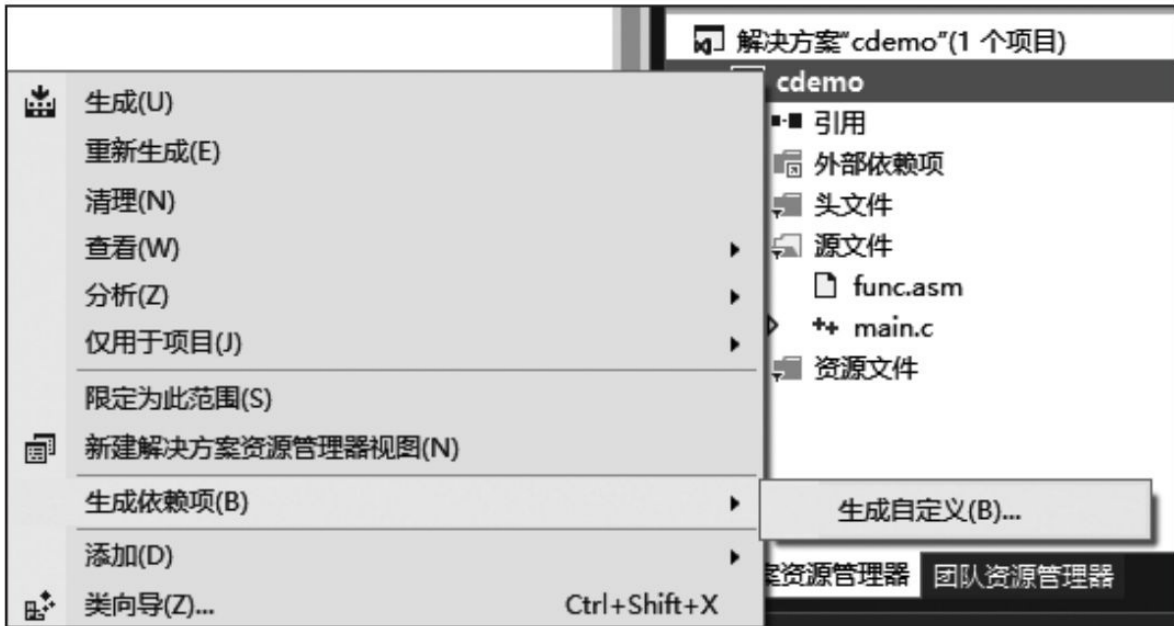 解决方案"cdemo"(1 个项目)
cdemo
引用
外部依赖项
头文件
源文件
func.asm
main.c
资源文件
生成(U)
重新生成(E)
清理(N)
查看(W)
分析(Z)
仅用于项目(J)
限定为此范围(S)
新建解决方案资源管理器视图(N)
生成依赖项(B)
生成自定义(B)...
添加(D)
类向导(Z)... Ctrl+Shift+X
案资源管理器 团队资源管理器